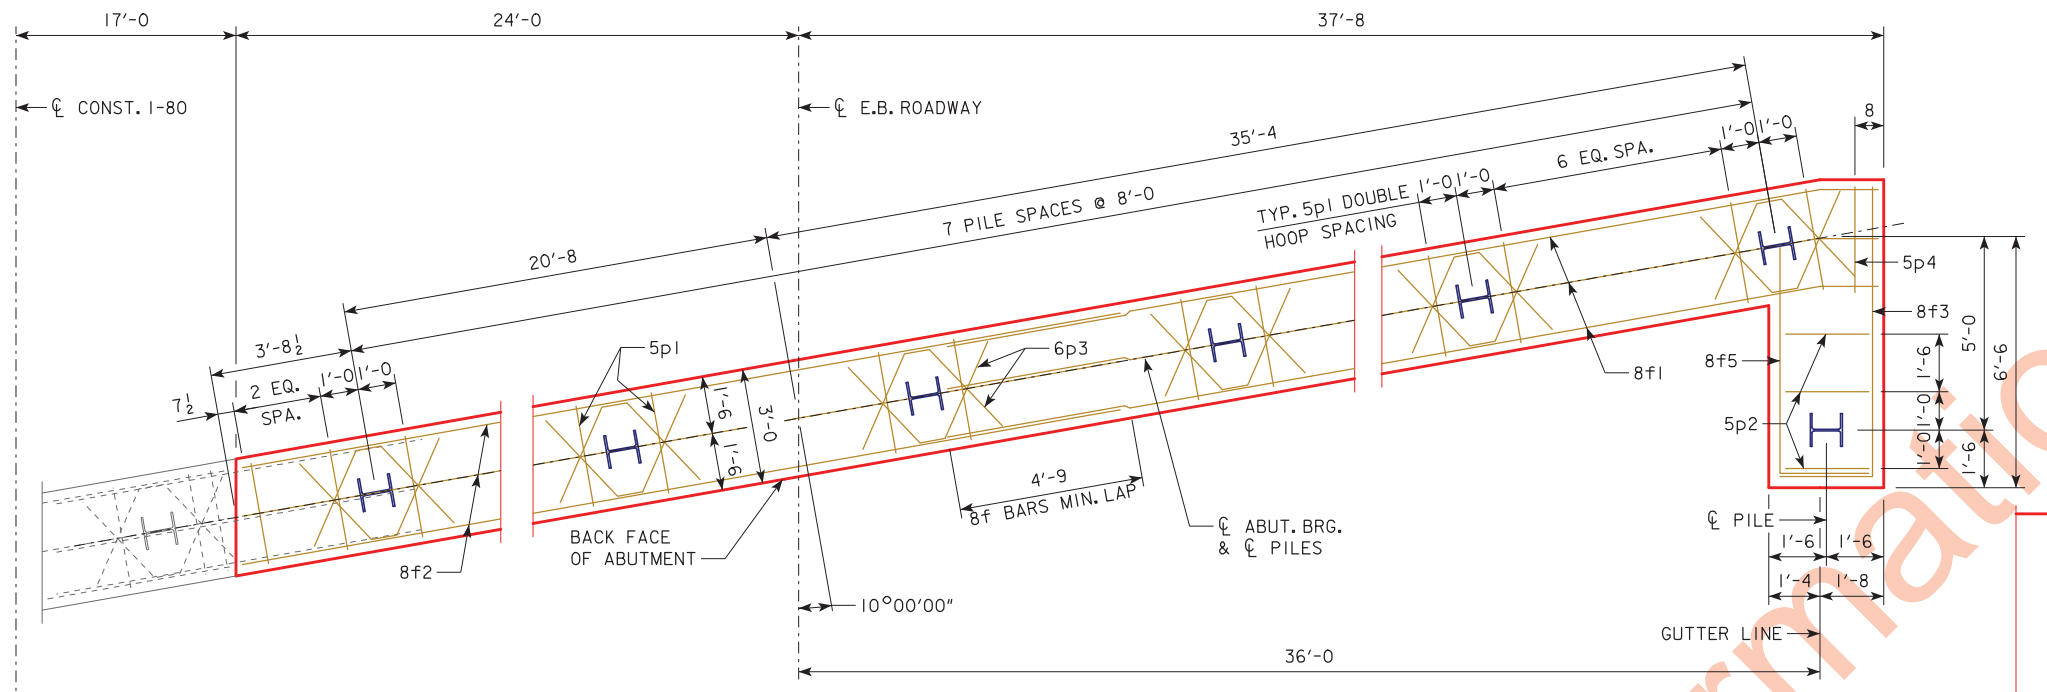 17'-0
24'-0
37'-8
℄ CONST. I-80
℄ E.B. ROADWAY
8
35'-4
1'-0
1'-0
6 EQ. SPA.
7 PILE SPACES @ 8'-0
1'-0
1'-0
TYP. 5p1 DOUBLE
HOOP SPACING
20'-8
5p4
8f3
3'-8½
5p1
6p3
8f5
1'-6
5'-0
6'-6
8f1
2 EQ.
SPA.
1'-0
1'-0
7½
1'-6
3'-0
1'-6
5p2
1'-0
1'-0
1'-6
4'-9
8f BARS MIN. LAP
BACK FACE
OF ABUTMENT
℄ ABUT. BRG.
& ℄ PILES
8f2
℄ PILE
1'-6
1'-6
1'-4
1'-8
10°00'00"
GUTTER LINE
36'-0
rmatio